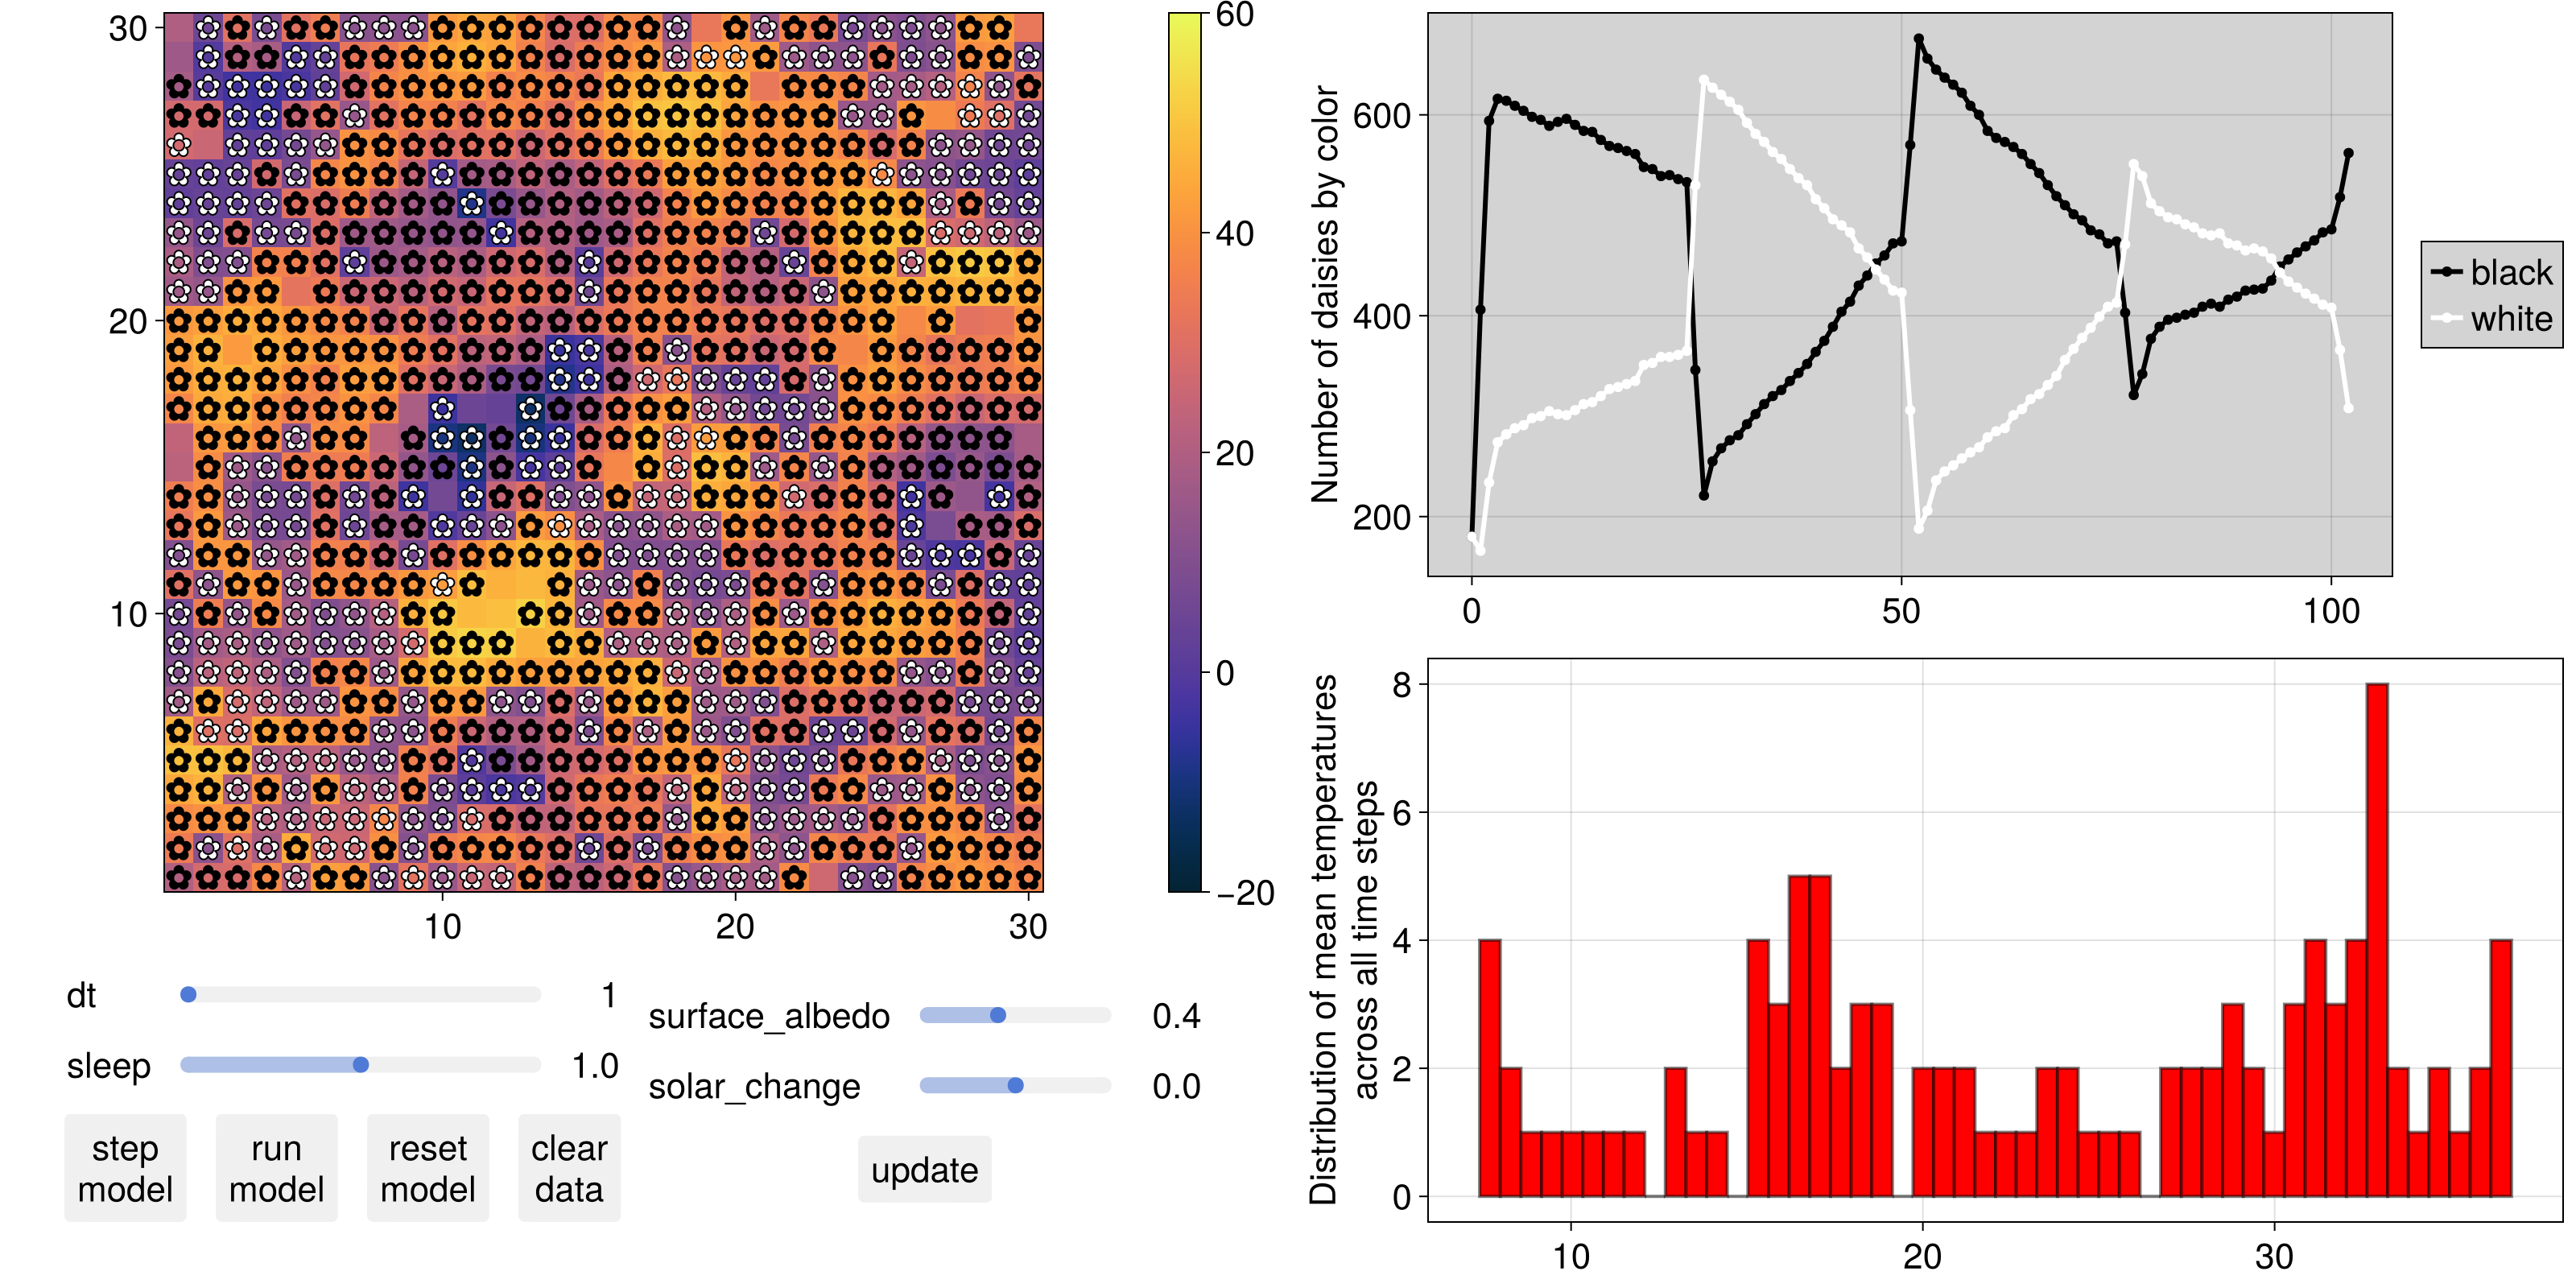 30
20
10
10
20
30
60
40
20
0
−20
Number of daisies by color
600
400
200
0
50
100
black
white
Distribution of mean temperatures
across all time steps
8
6
4
2
0
10
20
30
dt
1
sleep
1.0
surface_albedo
0.4
solar_change
0.0
step
model
run
model
reset
model
clear
data
update